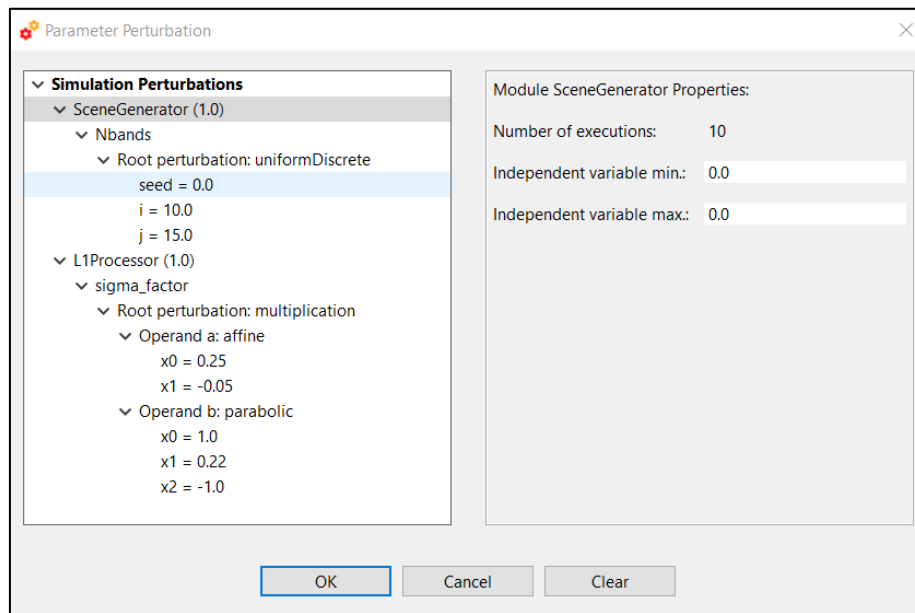 Parameter Perturbation
Simulation Perturbations
SceneGenerator (1.0)
Nbands
Root perturbation: uniformDiscrete
seed = 0.0
i = 10.0
j = 15.0
L1Processor (1.0)
sigma_factor
Root perturbation: multiplication
Operand a: affine
x0 = 0.25
x1 = -0.05
Operand b: parabolic
x0 = 1.0
x1 = 0.22
x2 = -1.0
Module SceneGenerator Properties:
Number of executions: 10
Independent variable min.: 0.0
Independent variable max.: 0.0
OK Cancel Clear